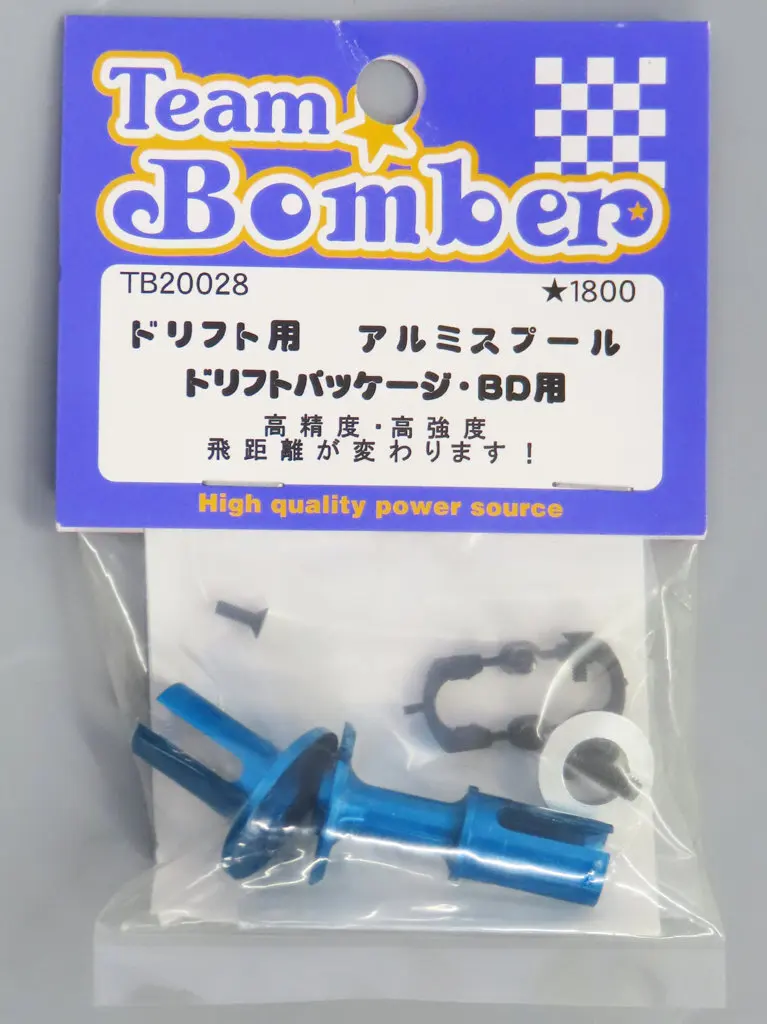 Team
Bomber
TB20028
★1800
ドリフト用 アルミスプール
ドリフトパッケージ・BD用
高精度・高強度
飛距離が変わります！
High quality power source